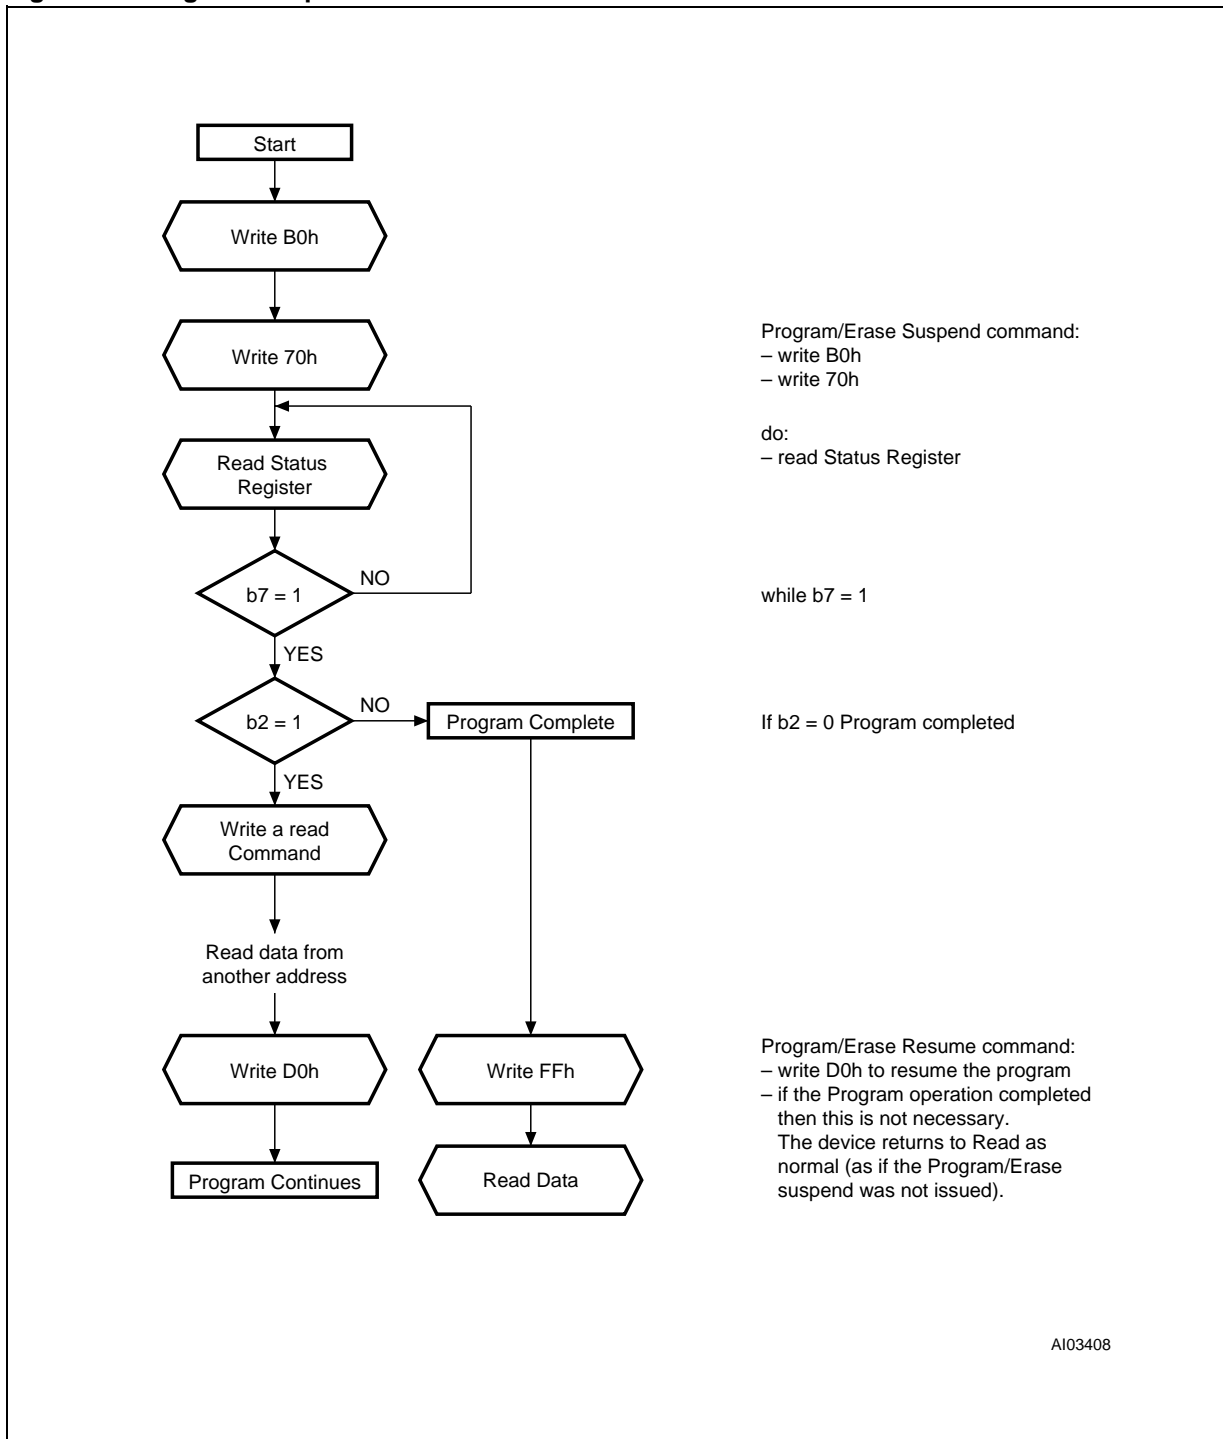 Start
Write B0h
Write 70h
Read Status
Register
NO
b7 = 1
YES
NO
b2 = 1
Program Complete
YES
Write a read
Command
Read data from
another address
Write D0h
Write FFh
Program Continues
Read Data
Program/Erase Suspend command:
– write B0h
– write 70h
do:
– read Status Register
while b7 = 1
If b2 = 0 Program completed
Program/Erase Resume command:
– write D0h to resume the program
– if the Program operation completed
then this is not necessary.
The device returns to Read as
normal (as if the Program/Erase
suspend was not issued).
AI03408